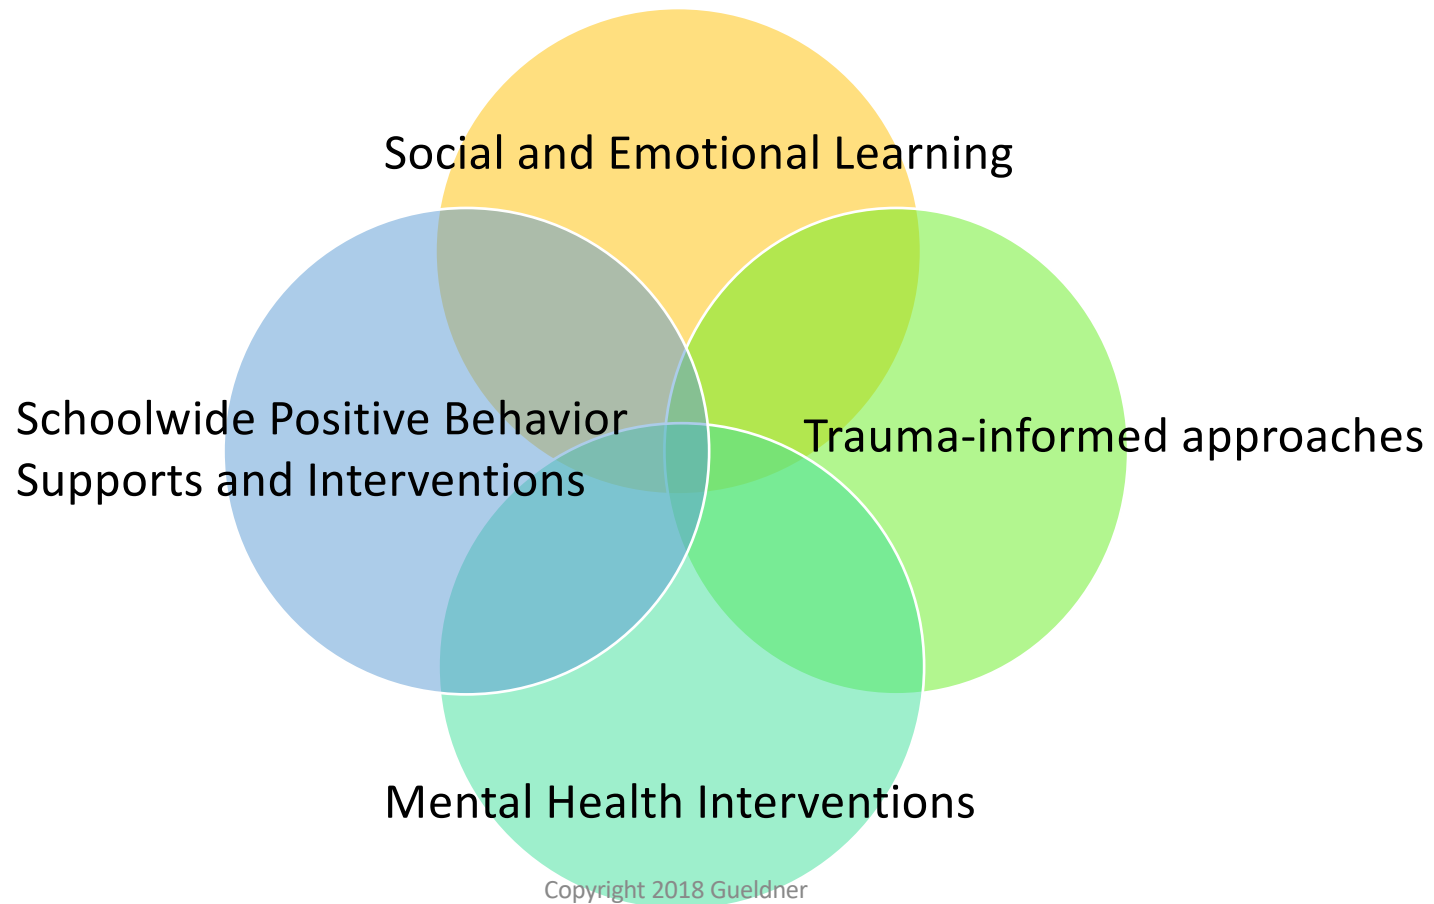 Social and Emotional Learning
Schoolwide Positive Behavior
Supports and Interventions
Trauma-informed approaches
Mental Health Interventions
Copyright 2018 Gueldner